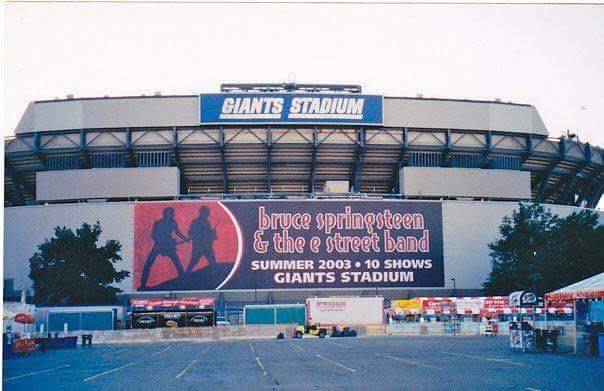 GIANTS STADIUM
bruce springsteen
& the e street band
SUMMER 2003 • 10 SHOWS
GIANTS STADIUM